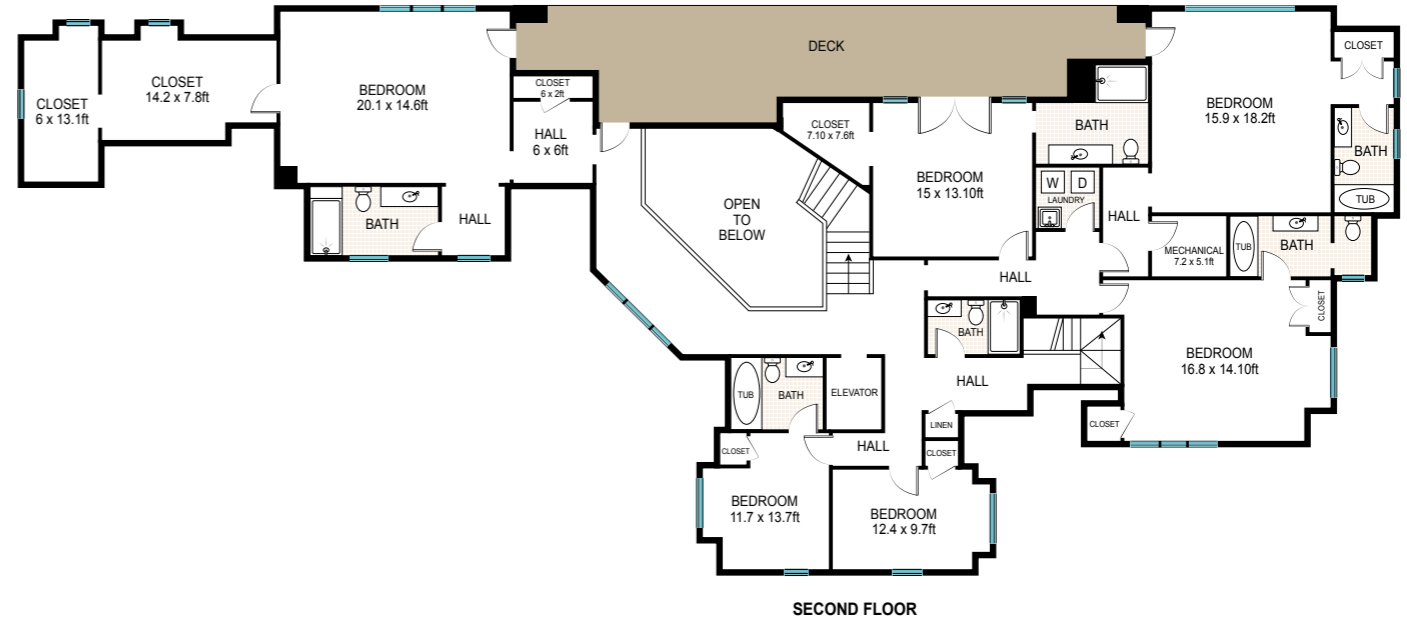 DECK
CLOSET
6 x 13.1ft
CLOSET
14.2 x 7.8ft
BEDROOM
20.1 x 14.6ft
CLOSET
6 x 2ft
HALL
6 x 6ft
BATH
HALL
OPEN
TO
BELOW
CLOSET
7.10 x 7.6ft
BEDROOM
15 x 13.10ft
BATH
W
D
LAUNDRY
HALL
BEDROOM
15.9 x 18.2ft
CLOSET
BATH
TUB
MECHANICAL
7.2 x 5.1ft
TUB
BATH
HALL
CLOSET
BEDROOM
16.8 x 14.10ft
CLOSET
BATH
HALL
LINEN
TUB
BATH
ELEVATOR
HALL
CLOSET
CLOSET
BEDROOM
11.7 x 13.7ft
BEDROOM
12.4 x 9.7ft
SECOND FLOOR